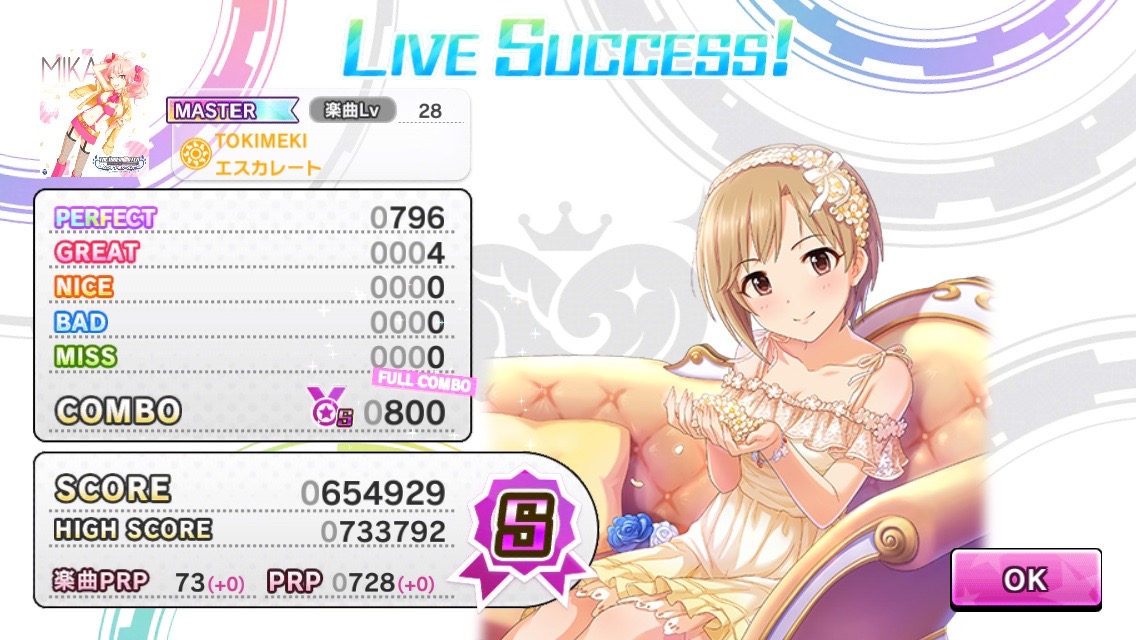 LIVE SUCCESS!
MIKA
MASTER 楽曲Lv 28
TOKIMEKI
エスカレート
PERFECT 0796
GREAT 0004
NICE 0000
BAD 0000
MISS 0000
FULL COMBO
COMBO S 0800
SCORE 0654929
HIGH SCORE 0733792
S
楽曲PRP 73(+0) PRP 0728(+0)
OK